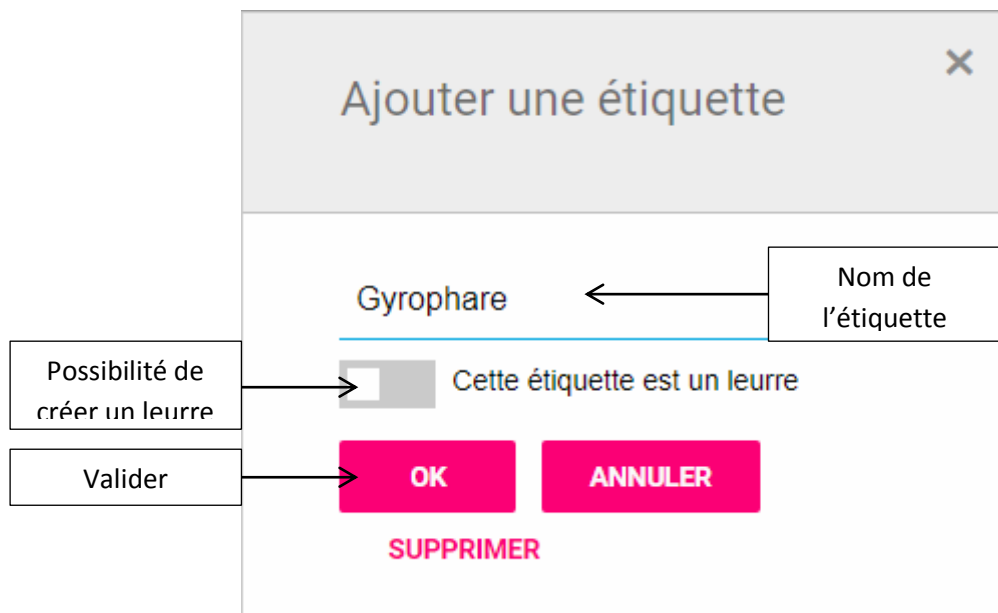 Ajouter une étiquette
×
Gyrophare
Nom de
l’étiquette
Possibilité de
créer un leurre
Cette étiquette est un leurre
Valider
OK
ANNULER
SUPPRIMER